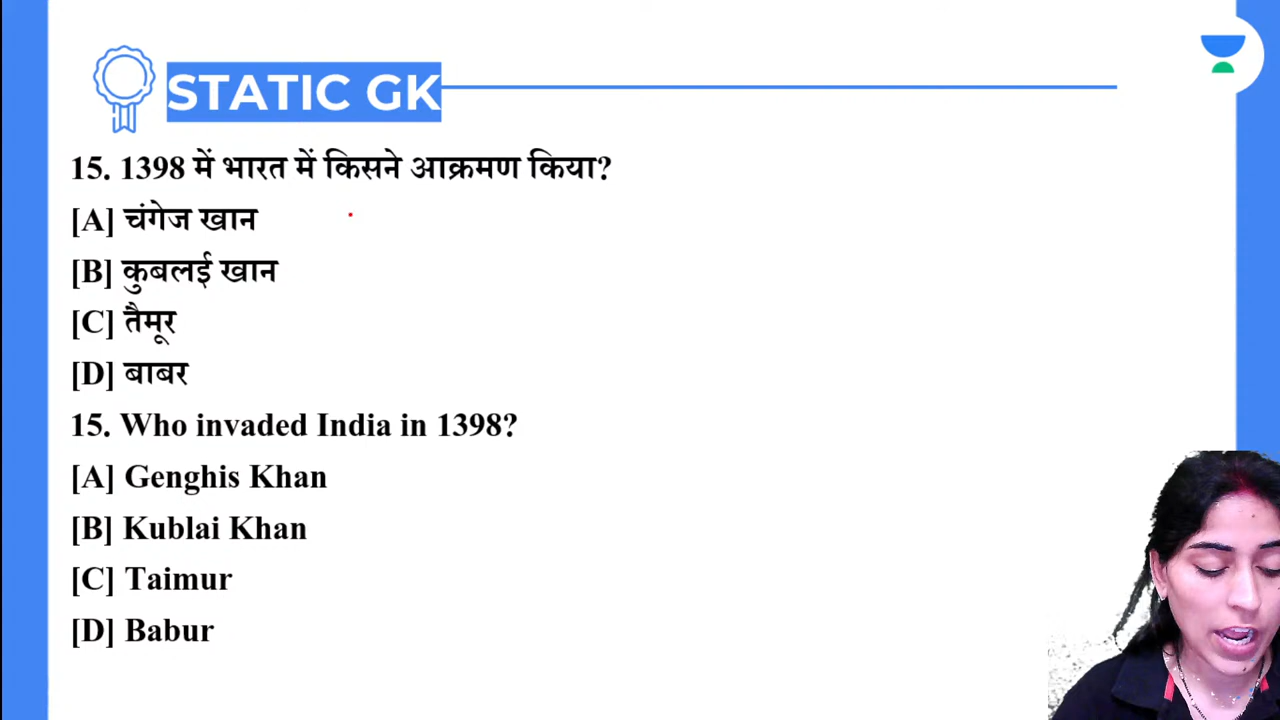 STATIC GK
15. 1398 में भारत में किसने आक्रमण किया?
[A] चंगेज खान
[B] कुबलई खान
[C] तैमूर
[D] बाबर
15. Who invaded India in 1398?
[A] Genghis Khan
[B] Kublai Khan
[C] Taimur
[D] Babur